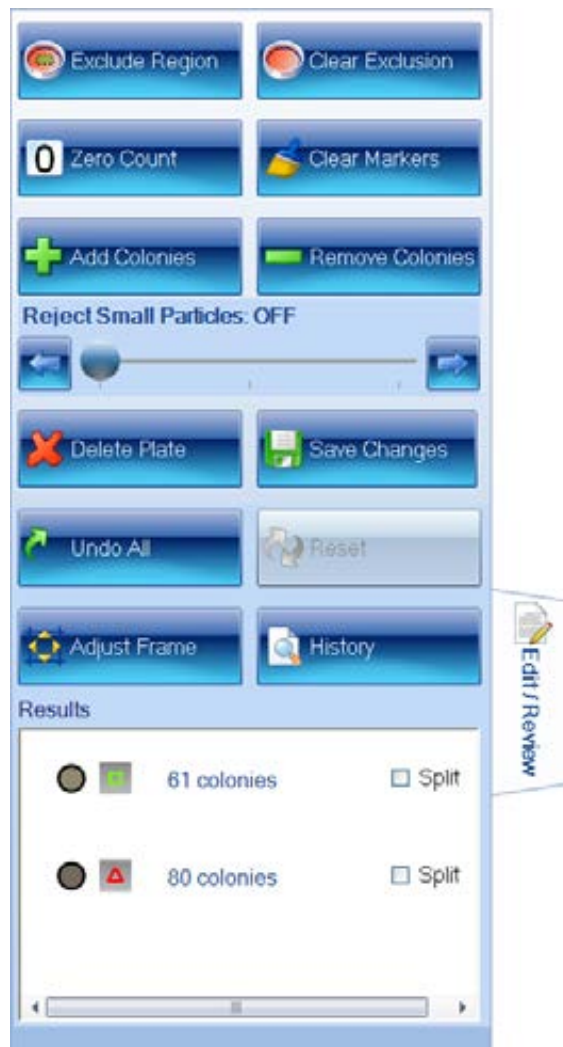 Exclude Region
Clear Exclusion
0 Zero Count
Clear Markers
Add Colonies
Remove Colonies
Reject Small Particles: OFF
Delete Plate
Save Changes
Undo All
Reset
Adjust Frame
History
Edit / Review
Results
61 colonies
Split
80 colonies
Split